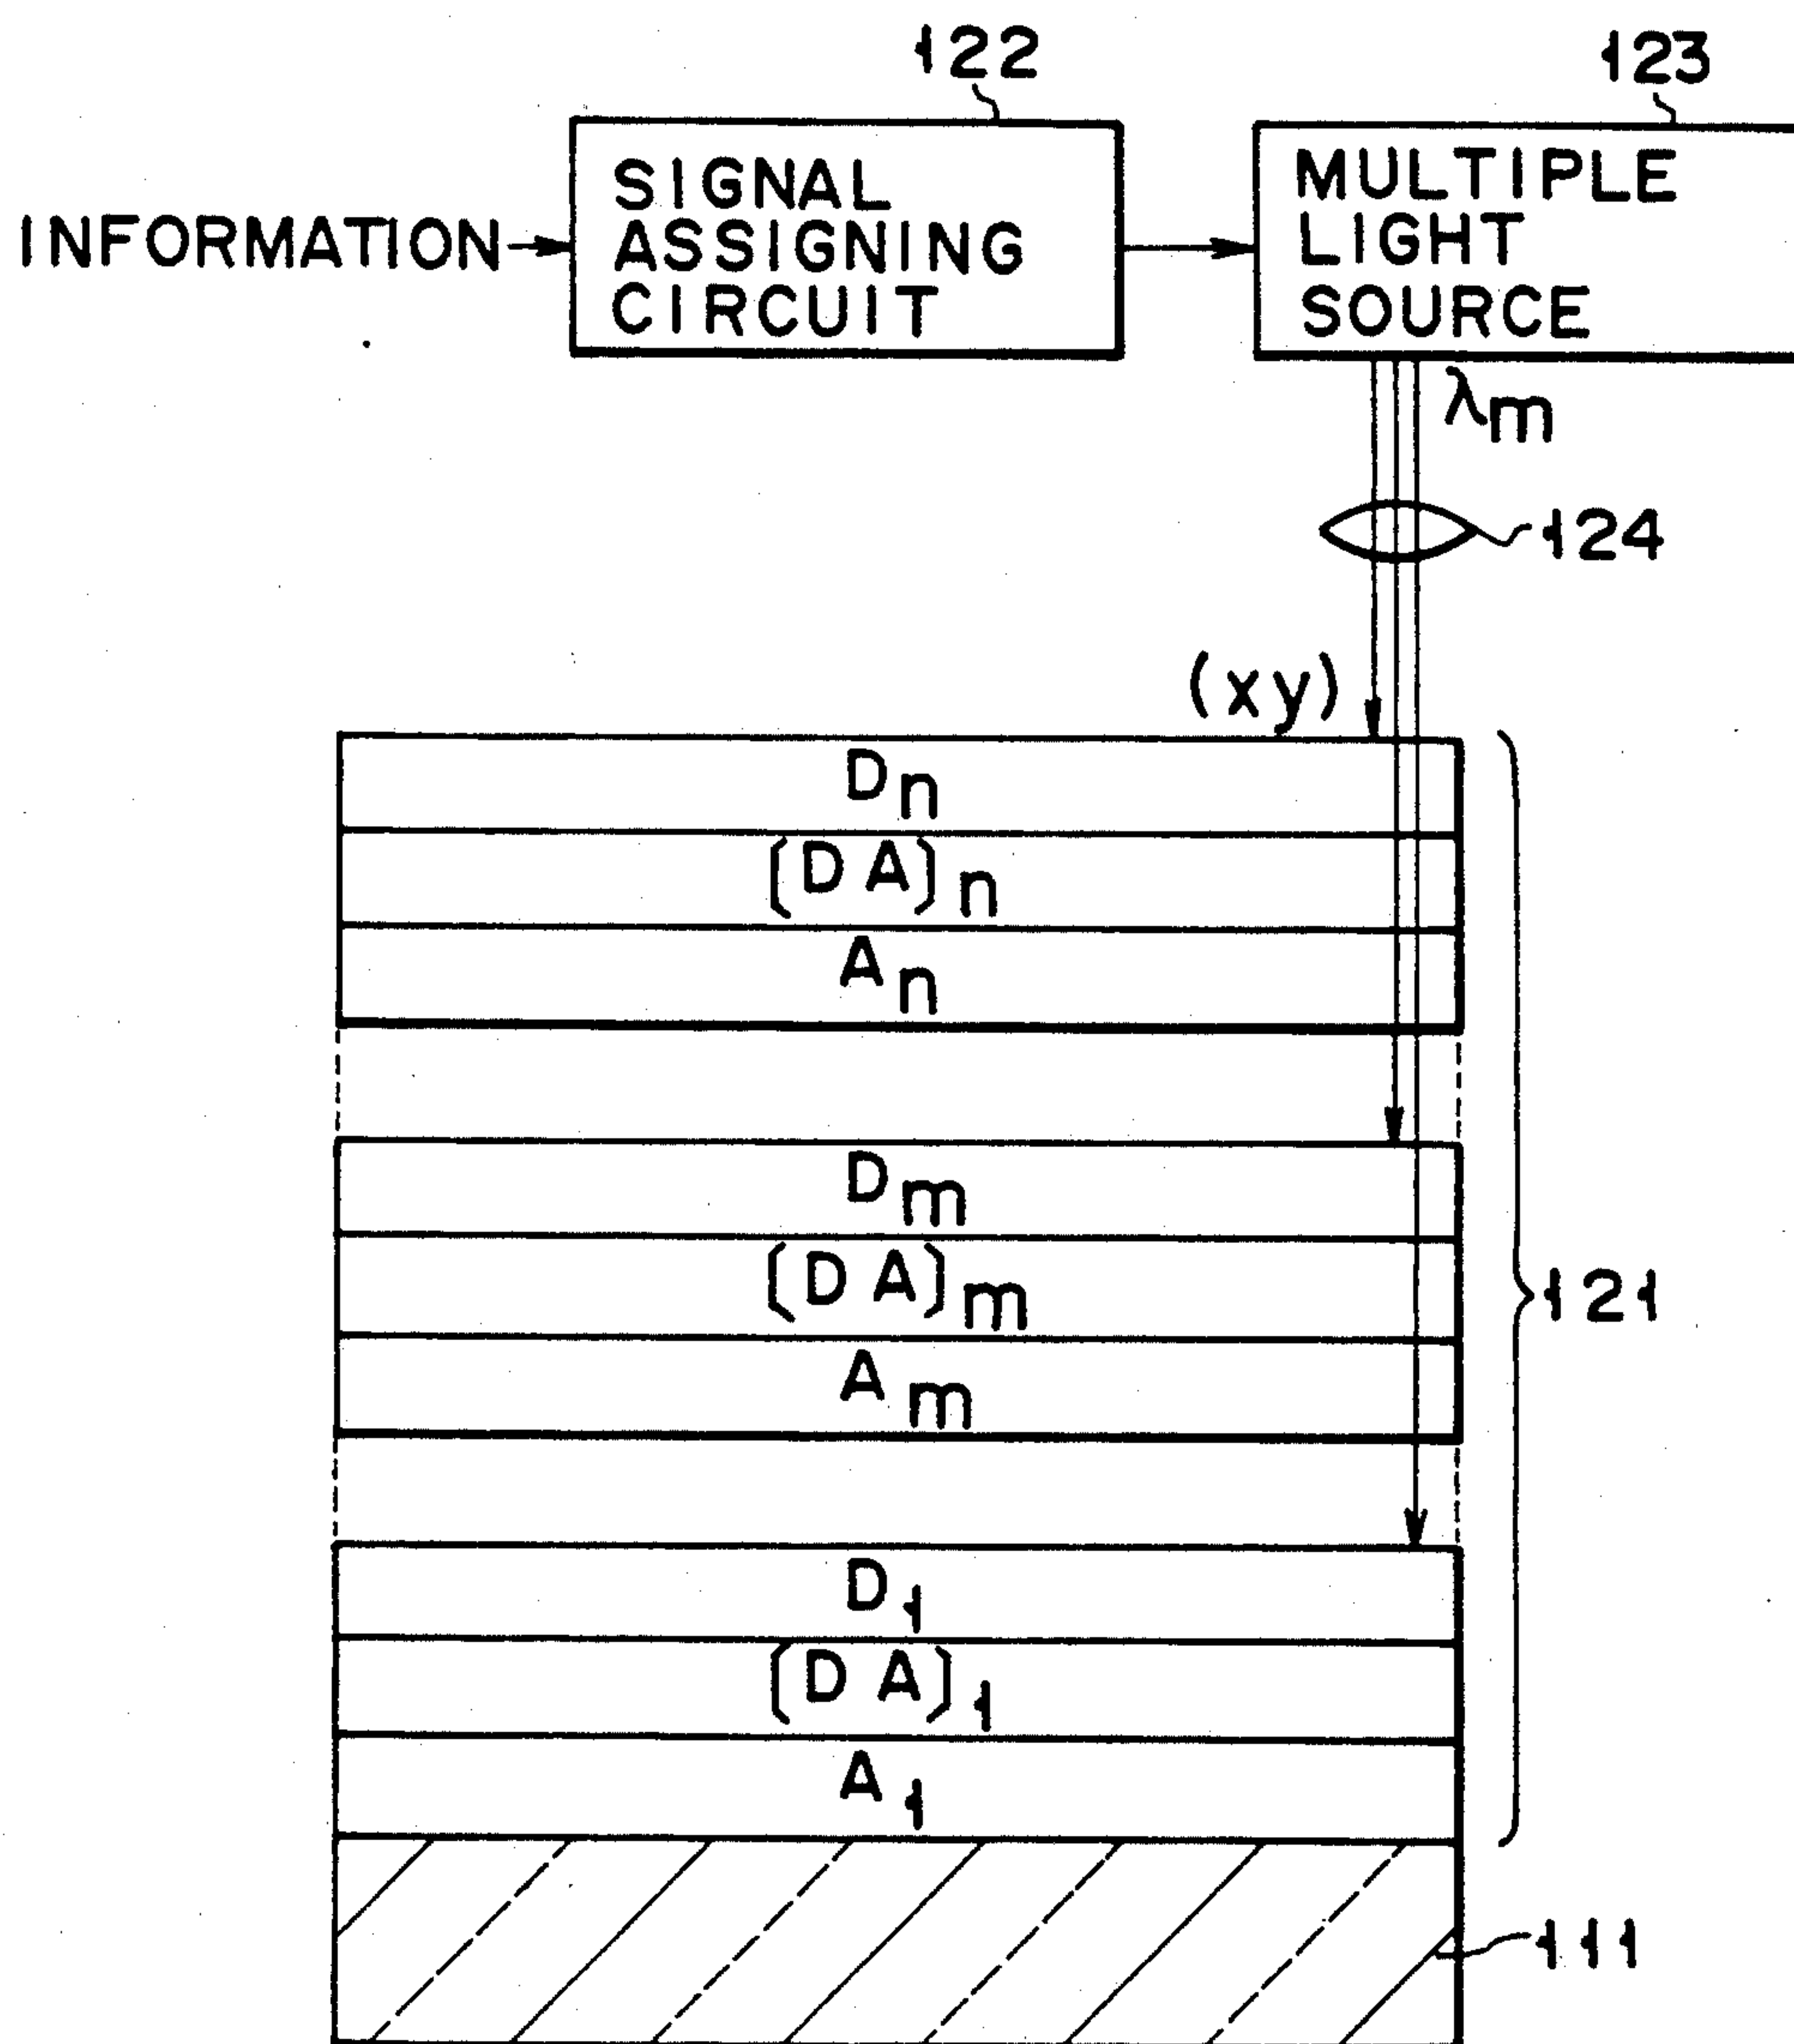 122
123
INFORMATION
SIGNAL
ASSIGNING
CIRCUIT
MULTIPLE
LIGHT
SOURCE
λm
124
(xy)
Dn
(DA)n
An
Dm
(DA)m
Am
121
D1
(DA)1
A1
111